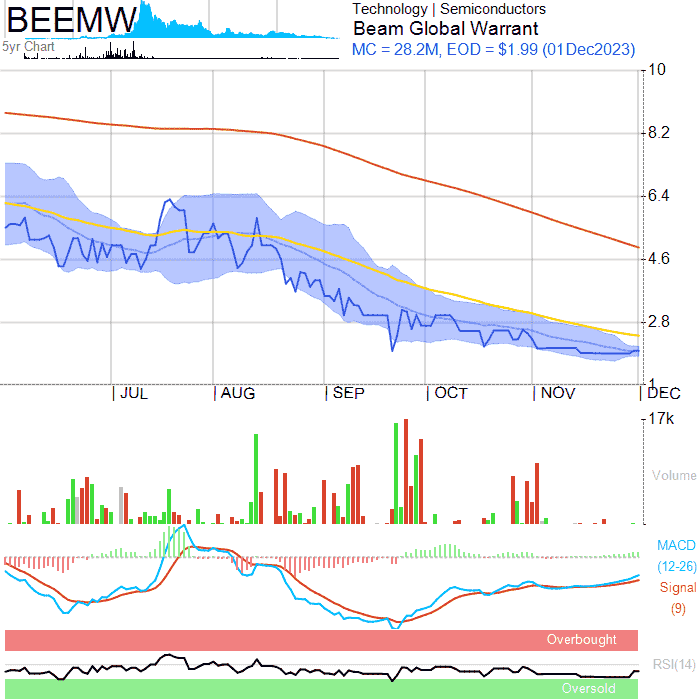 BEEMW
5yr Chart
Technology | Semiconductors
Beam Global Warrant
MC = 28.2M, EOD = $1.99 (01Dec2023)
10
8.2
6.4
4.6
2.8
1
JUL AUG SEP OCT NOV DEC
17k
Volume
MACD
(12-26)
Signal
(9)
Overbought
RSI(14)
Oversold